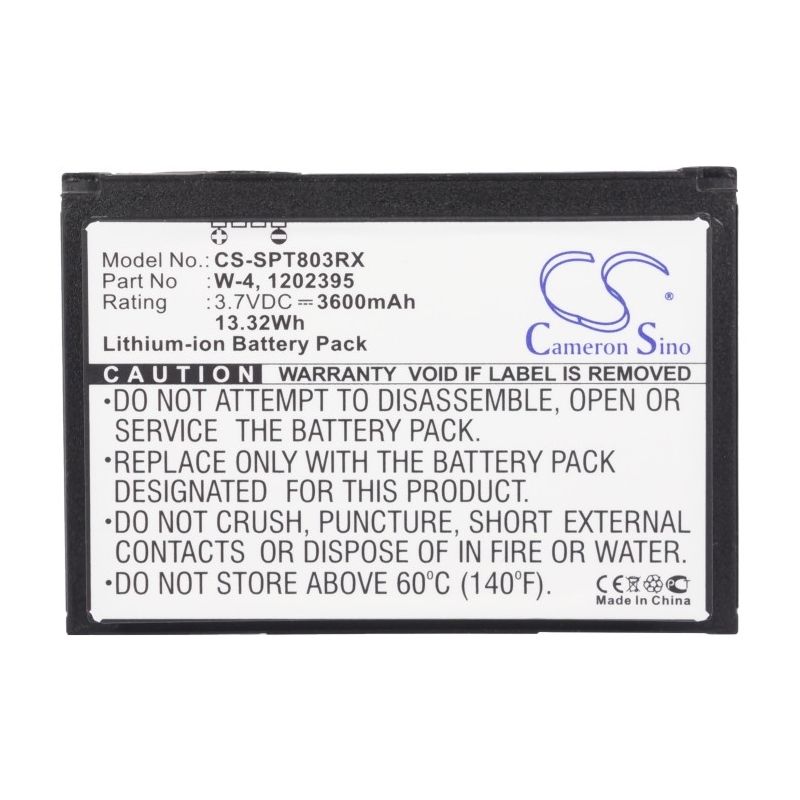 Model No.: CS-SPT803RX
Part No : W-4, 1202395
Rating : 3.7VDC ⎓ 3600mAh
13.32Wh
Lithium-ion Battery Pack
CS
®
Cameron Sino
CAUTION WARRANTY VOID IF LABEL IS REMOVED
•DO NOT ATTEMPT TO DISASSEMBLE, OPEN OR
SERVICE THE BATTERY PACK.
•REPLACE ONLY WITH THE BATTERY PACK
DESIGNATED FOR THIS EQUIPMENT.
•DO NOT CRUSH, PUNCTURE, SHORT EXTERNAL
CONTACTS OR DISPOSE OF IN FIRE OR WATER.
•DO NOT STORE ABOVE 60°C (140°F).
CE
Made In China